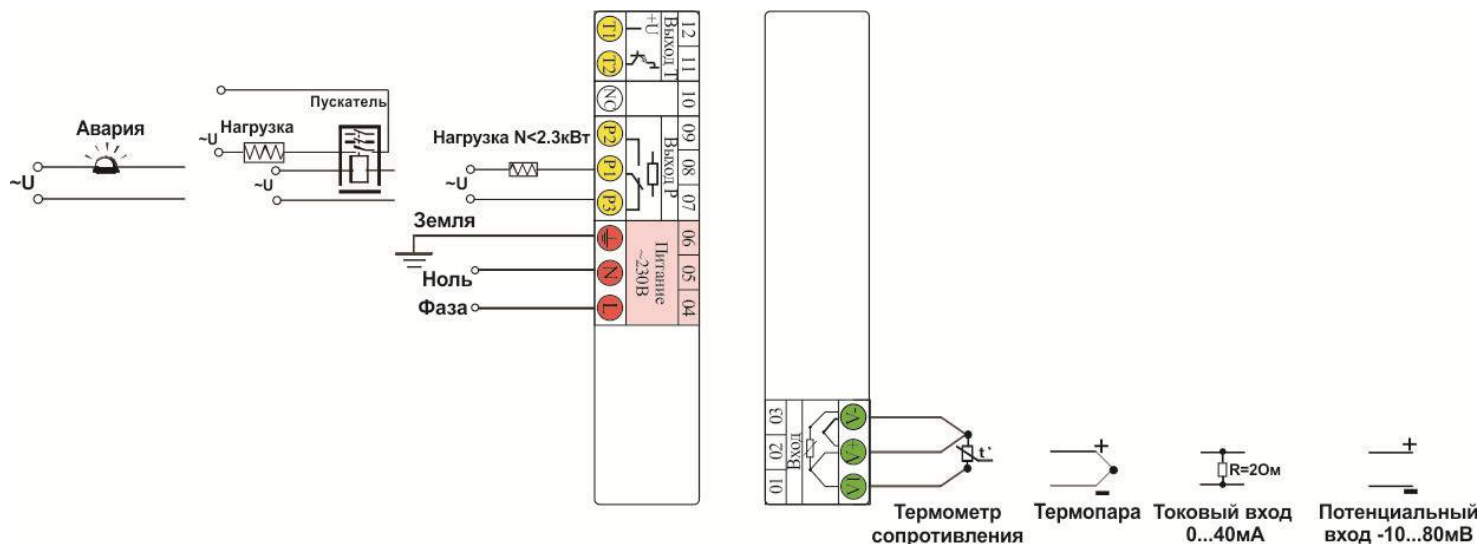 Авария
~U
Пускатель
Нагрузка
~U
~U
Нагрузка N<2.3кВт
~U
Земля
Ноль
Фаза
T1
+U
Выход Т
12
T2
11
NC
10
P2
09
P1
Выход Р
08
P3
07
06
N
Питание
~230В
05
L
04
03
-V
02
Вход
+V
01
VI
t°
Термометр
сопротивления
+
-
Термопара
R=2Ом
Токовый вход
0...40мА
+
-
Потенциальный
вход -10...80мВ